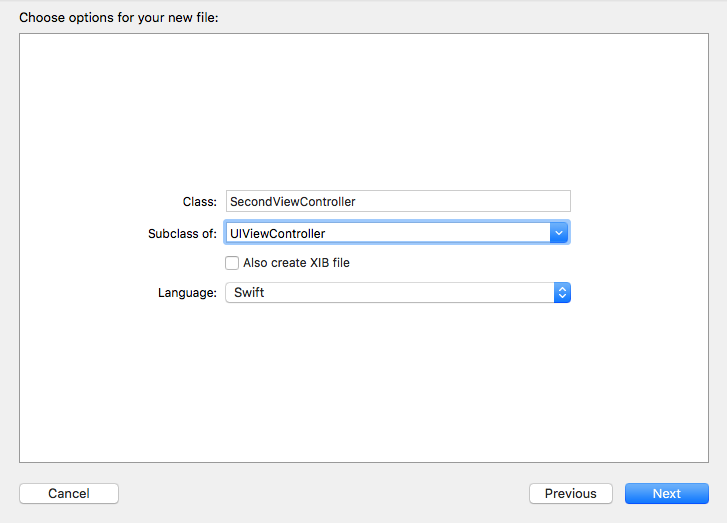 Choose options for your new file:
Class: SecondViewController
Subclass of: UIViewController
Also create XIB file
Language: Swift
Cancel Previous Next